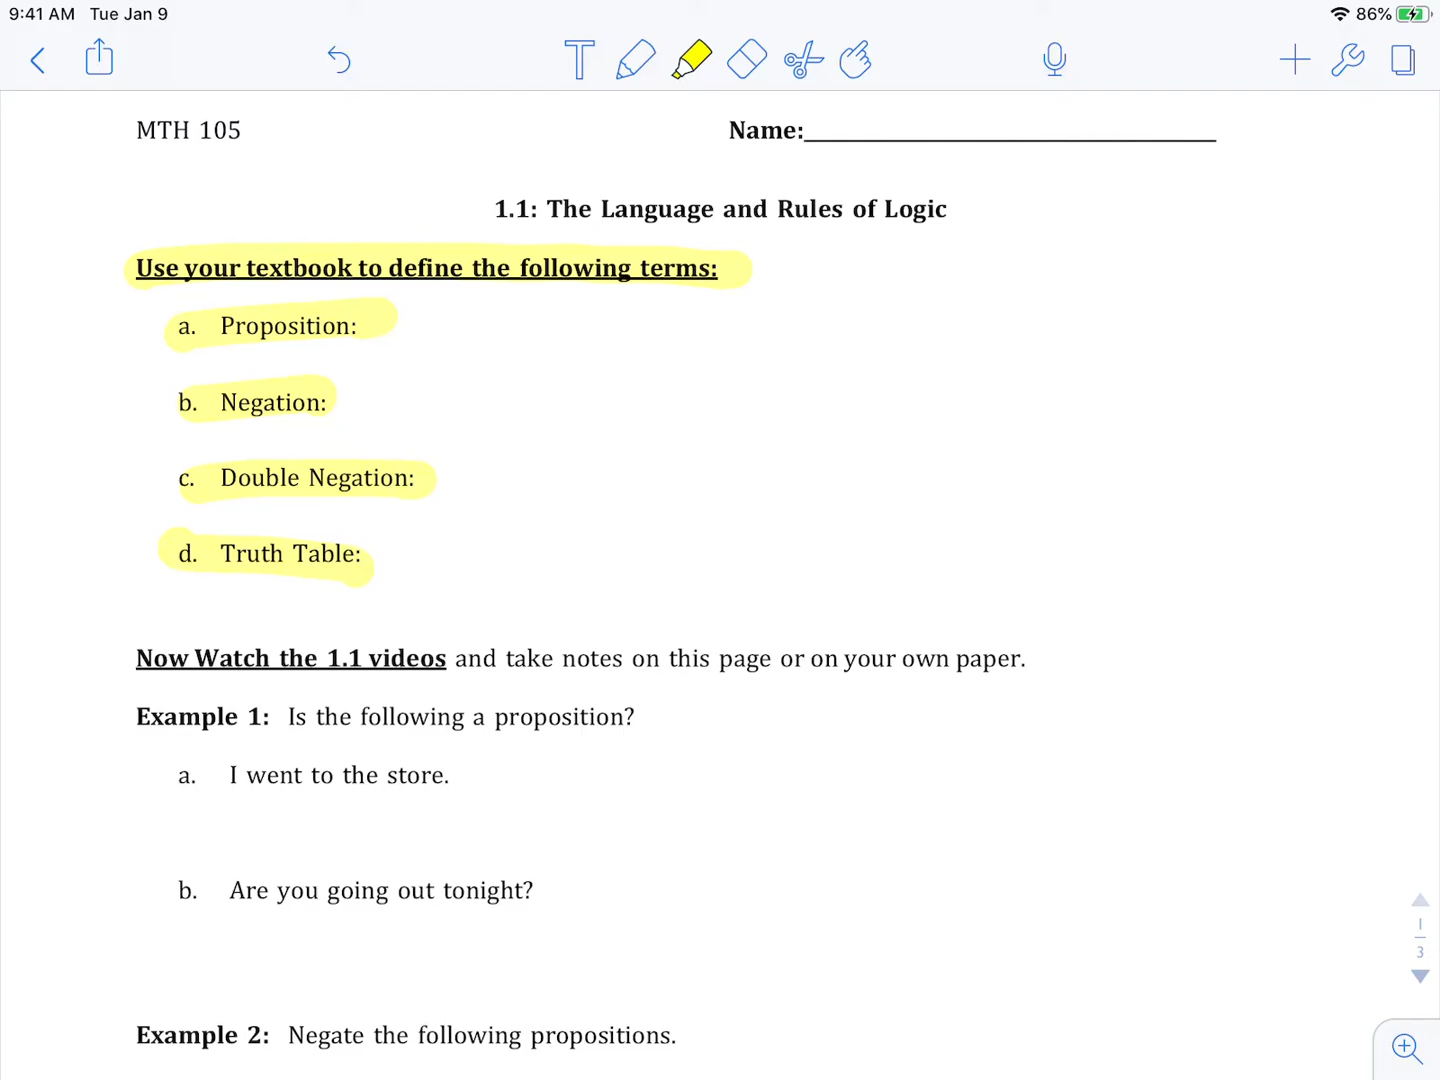 9:41 AM Tue Jan 9 86%
MTH 105 Name:
1.1: The Language and Rules of Logic
Use your textbook to define the following terms:
a. Proposition:
b. Negation:
c. Double Negation:
d. Truth Table:
Now Watch the 1.1 videos and take notes on this page or on your own paper.
Example 1: Is the following a proposition?
a. I went to the store.
b. Are you going out tonight?
1
3
Example 2: Negate the following propositions.